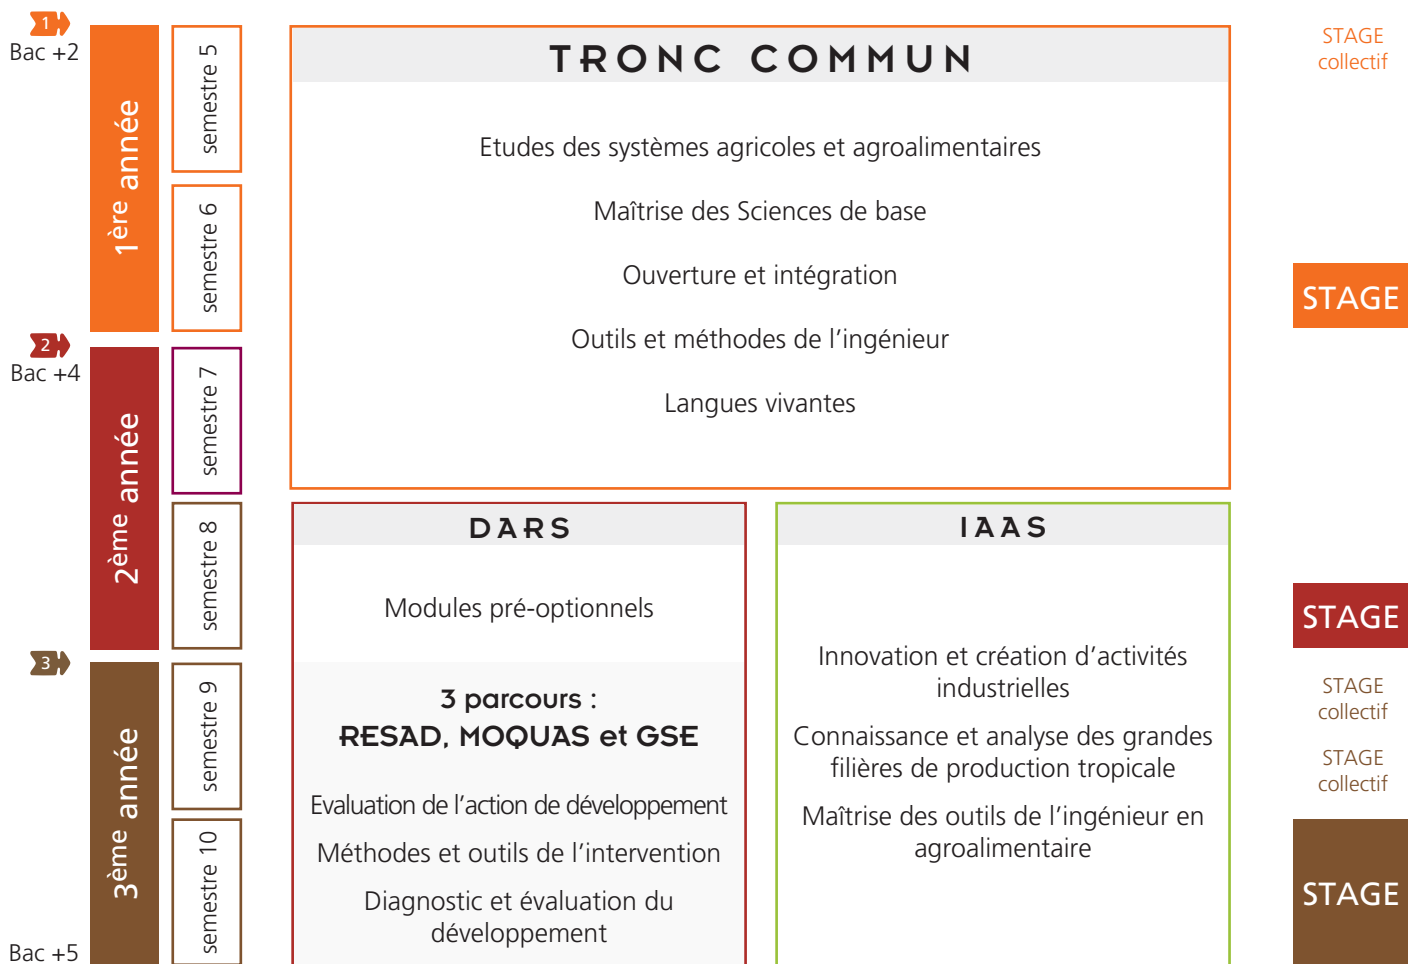 1
Bac +2
1ère année
semestre 5
semestre 6
2
Bac +4
2ème année
semestre 7
semestre 8
3
3ème année
semestre 9
semestre 10
Bac +5
TRONC COMMUN
Etudes des systèmes agricoles et agroalimentaires
Maîtrise des Sciences de base
Ouverture et intégration
Outils et méthodes de l’ingénieur
Langues vivantes
DARS
Modules pré-optionnels
3 parcours :
RESAD, MOQUAS et GSE
Evaluation de l’action de développement
Méthodes et outils de l’intervention
Diagnostic et évaluation du
développement
IAAS
Innovation et création d’activités
industrielles
Connaissance et analyse des grandes
filières de production tropicale
Maîtrise des outils de l’ingénieur en
agroalimentaire
STAGE
collectif
STAGE
STAGE
STAGE
collectif
STAGE
collectif
STAGE